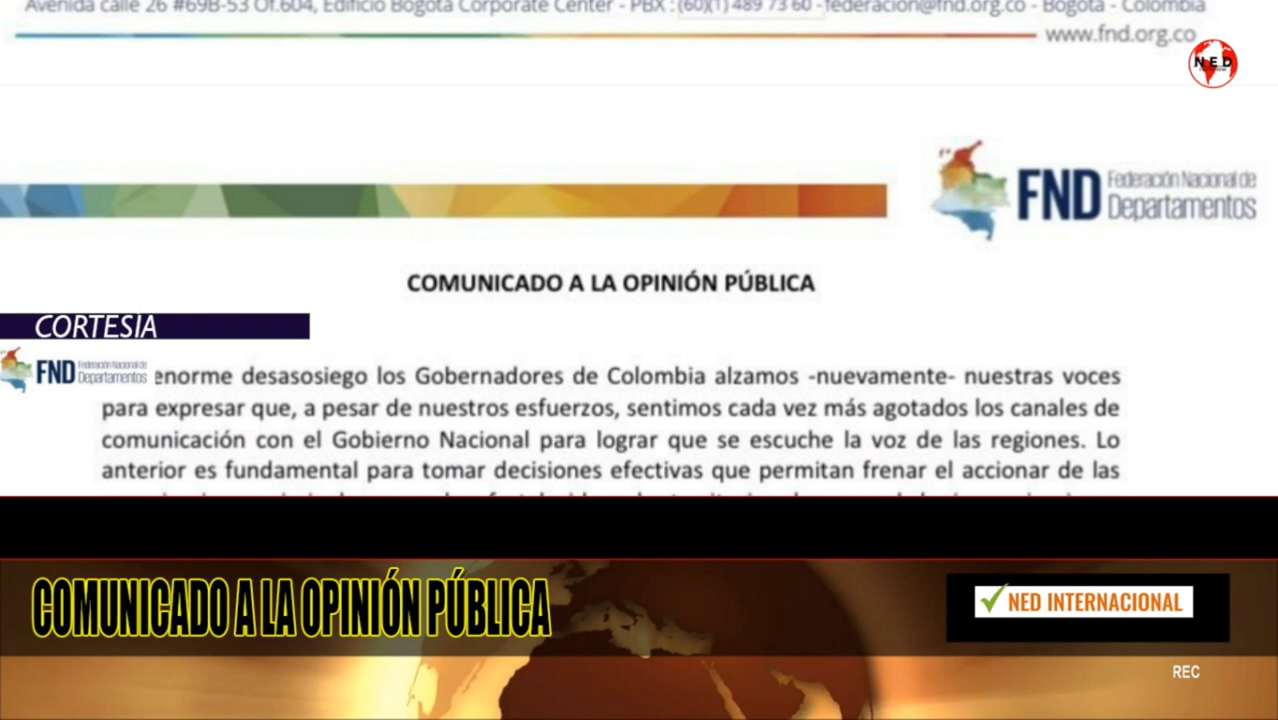 Avenida calle 26 #69B-53 Of.604, Edificio Bogotá Corporate Center - PBX : (60)(1) 489 73 60 - federacion@fnd.org.co - Bogotá - Colombia
www.fnd.org.co
NED
FND Federación Nacional de
Departamentos
COMUNICADO A LA OPINIÓN PÚBLICA
CORTESÍA
FND Federación Nacional de
Departamentos
enorme desasosiego los Gobernadores de Colombia alzamos -nuevamente- nuestras voces
para expresar que, a pesar de nuestros esfuerzos, sentimos cada vez más agotados los canales de
comunicación con el Gobierno Nacional para lograr que se escuche la voz de las regiones. Lo
anterior es fundamental para tomar decisiones efectivas que permitan frenar el accionar de las
COMUNICADO A LA OPINIÓN PÚBLICA
NED INTERNACIONAL
REC